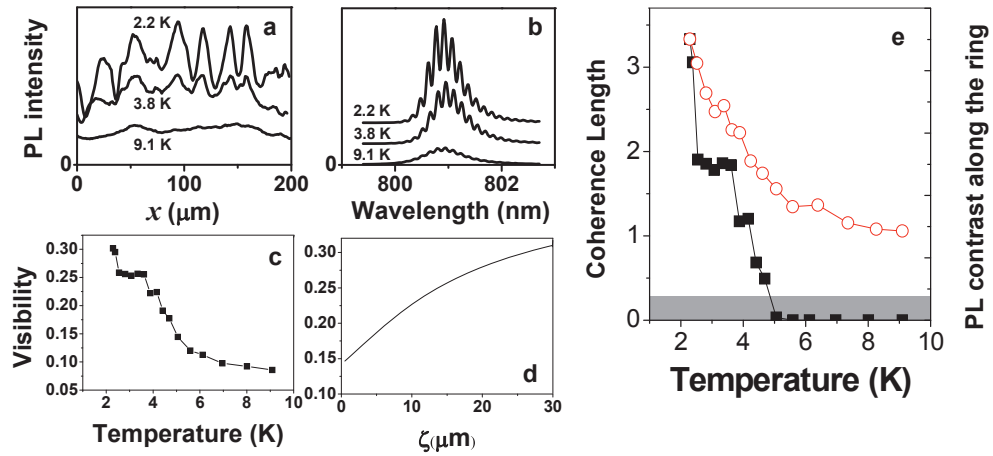 a
2.2 K
3.8 K
9.1 K
PL intensity
0
0 100 200
x (μm)
b
2.2 K
3.8 K
9.1 K
0
800 802
Wavelength (nm)
c
Visibility
0.30
0.25
0.20
0.15
0.10
0.05
0 2 4 6 8 10
Temperature (K)
d
0.30
0.25
0.20
0.15
0.10
0 10 20 30
ζ(μm)
e
Coherence Length
3
2
1
0
2 4 6 8 10
Temperature (K)
PL contrast along the ring